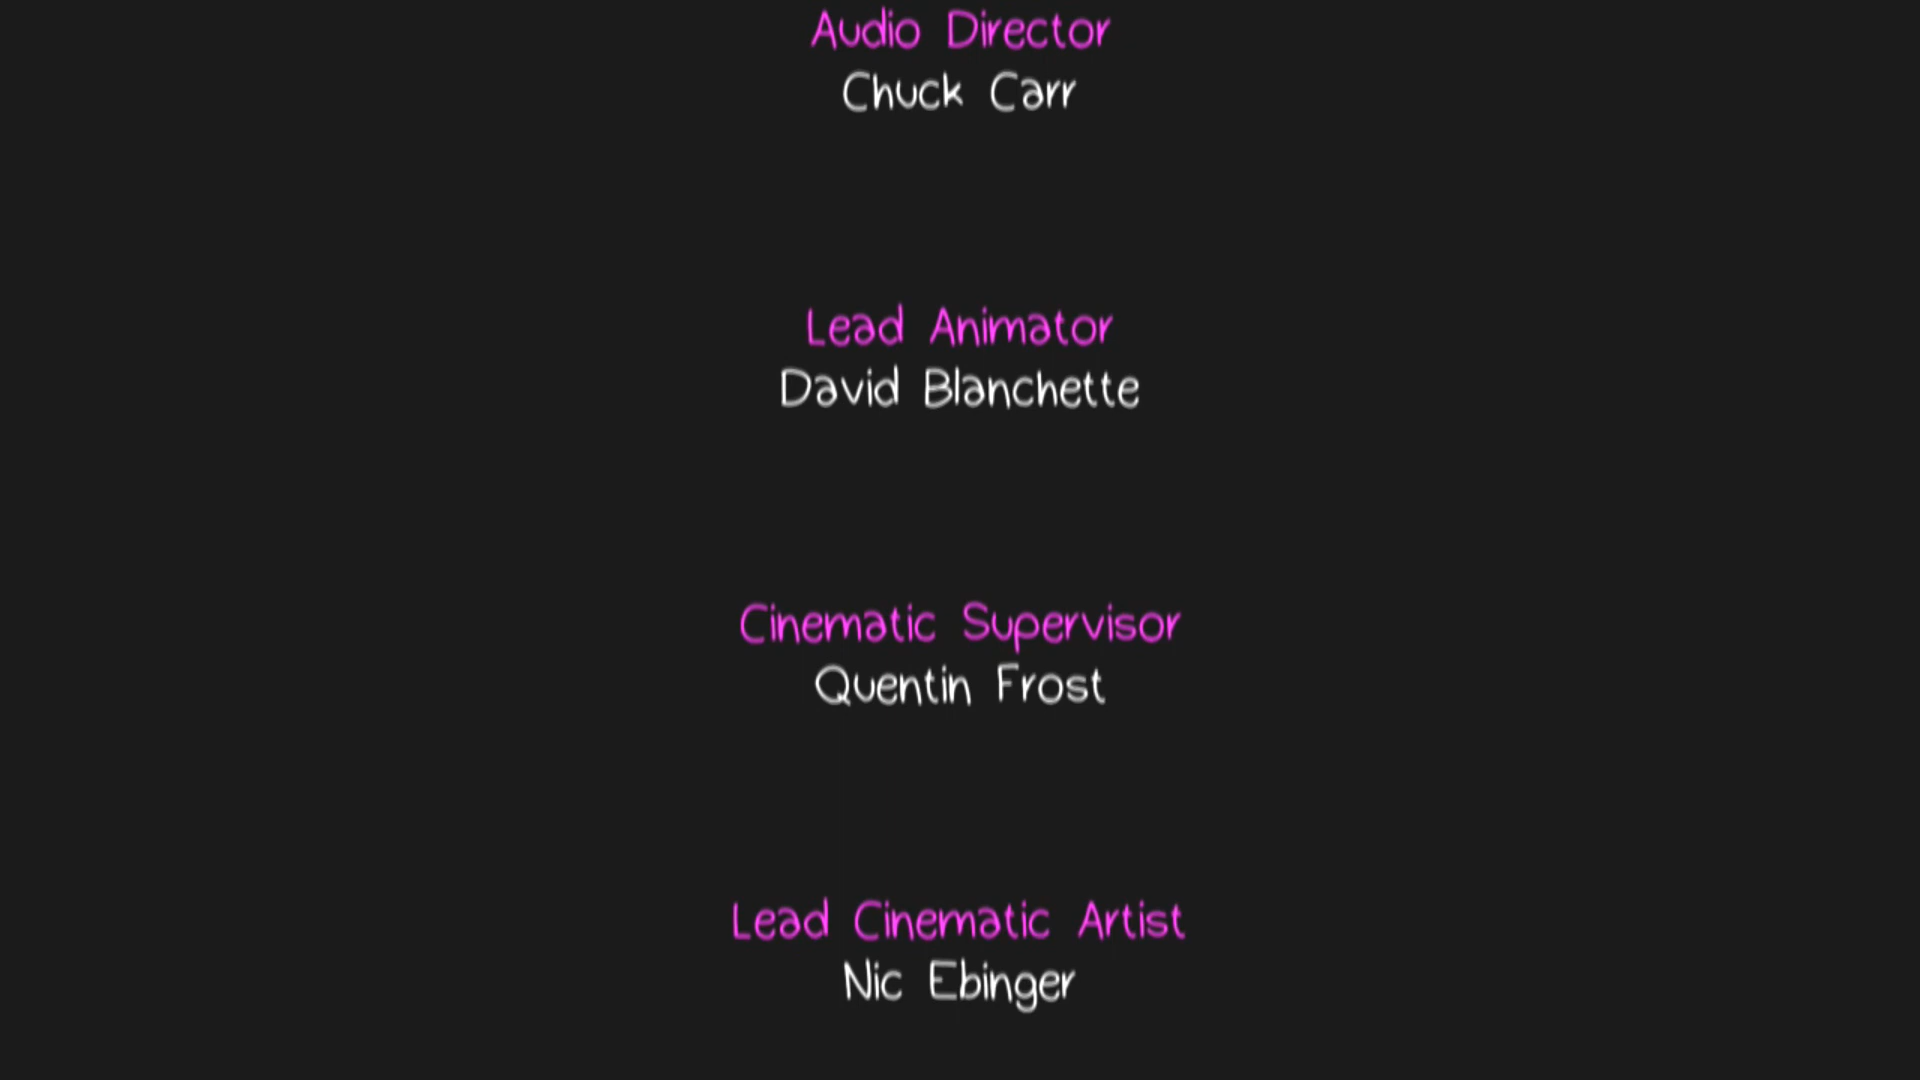 Audio Director
Chuck Carr
Lead Animator
David Blanchette
Cinematic Supervisor
Quentin Frost
Lead Cinematic Artist
Nic Ebinger